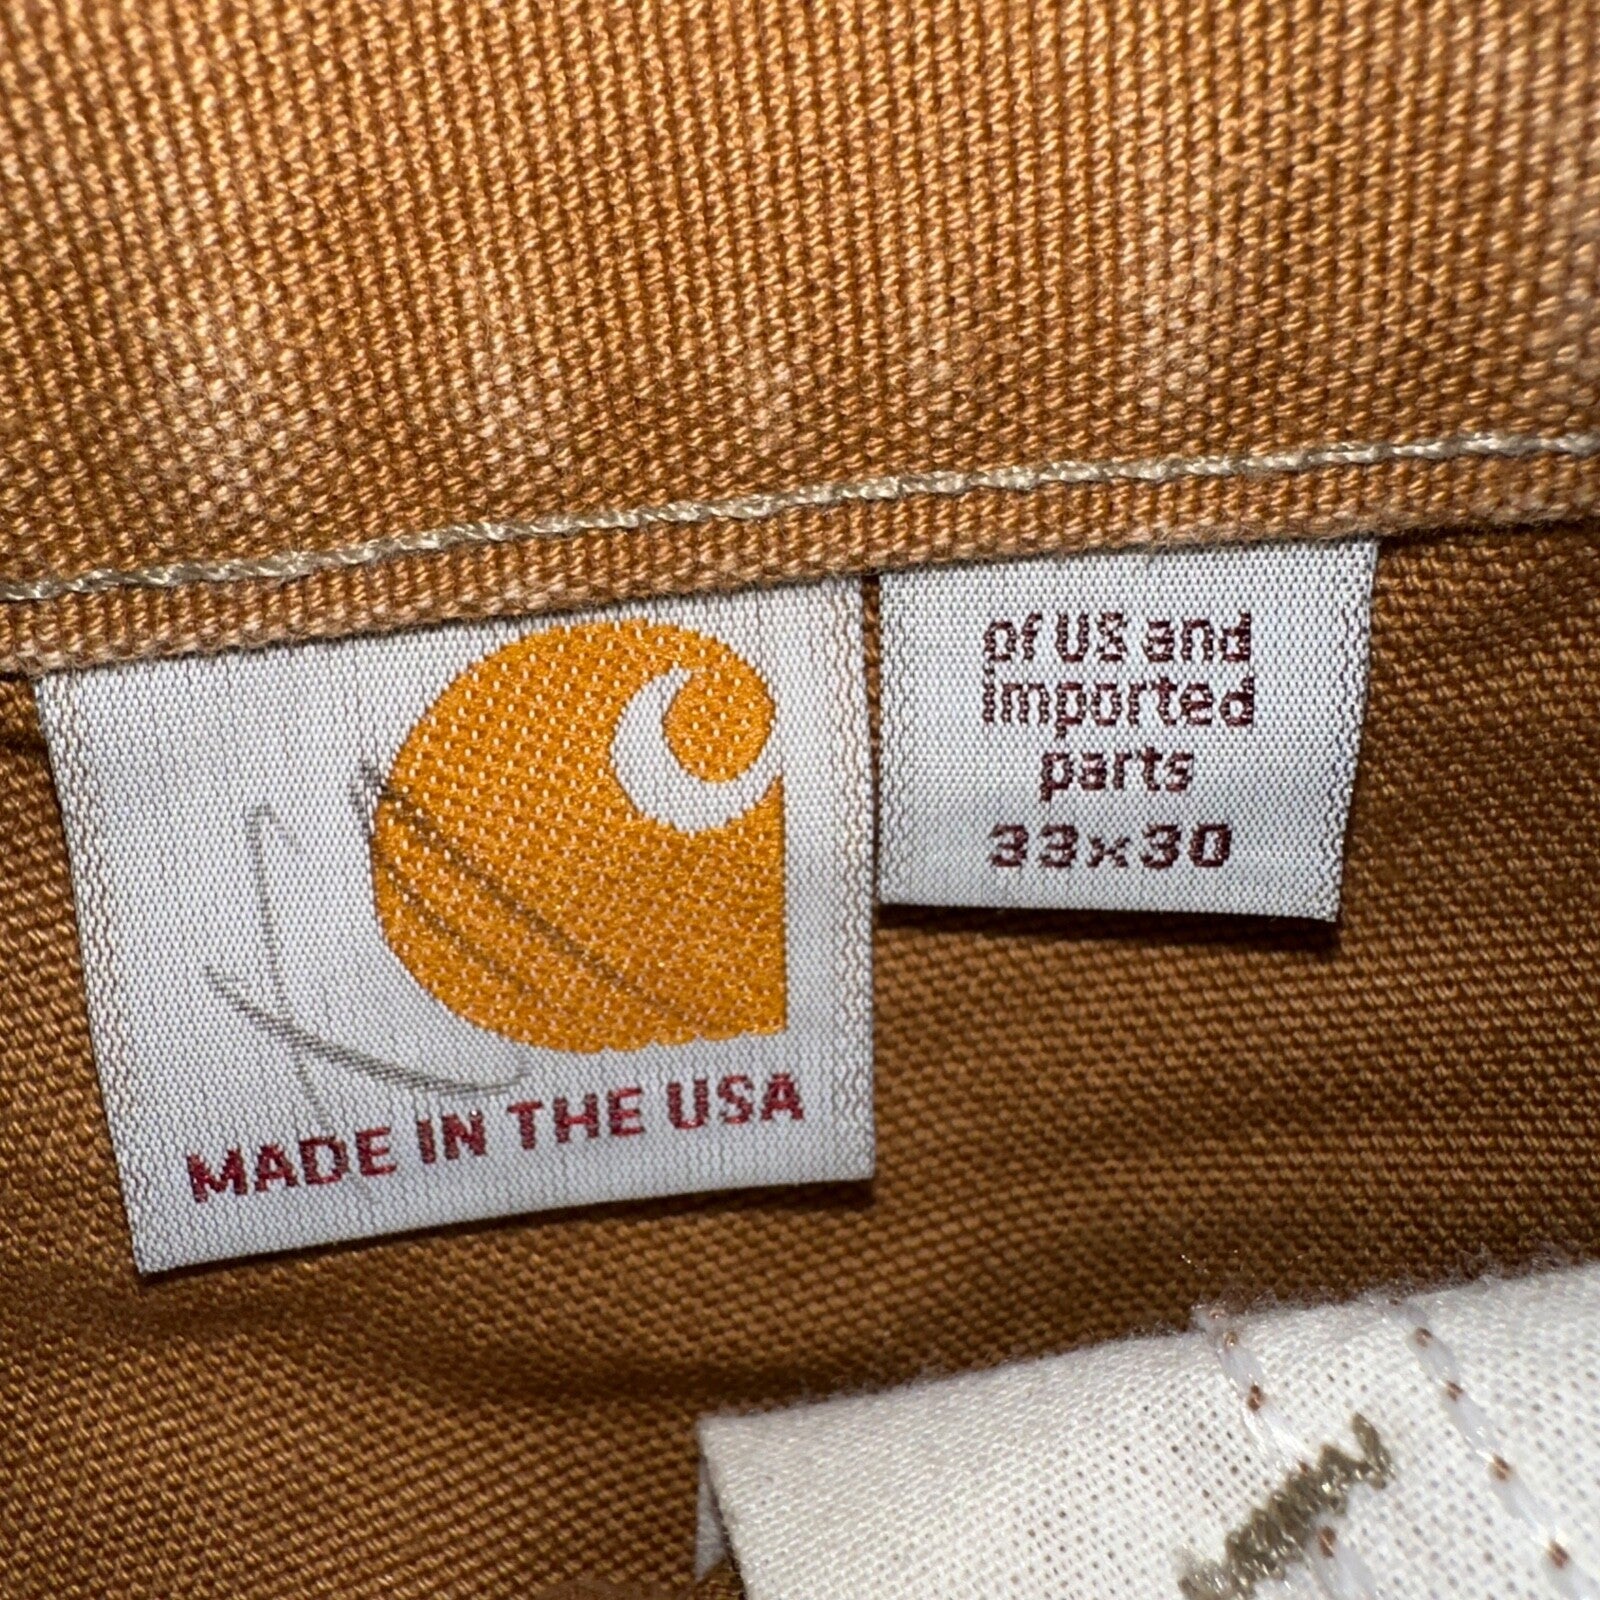 MADE IN THE USA
of US and
imported
parts
33x30